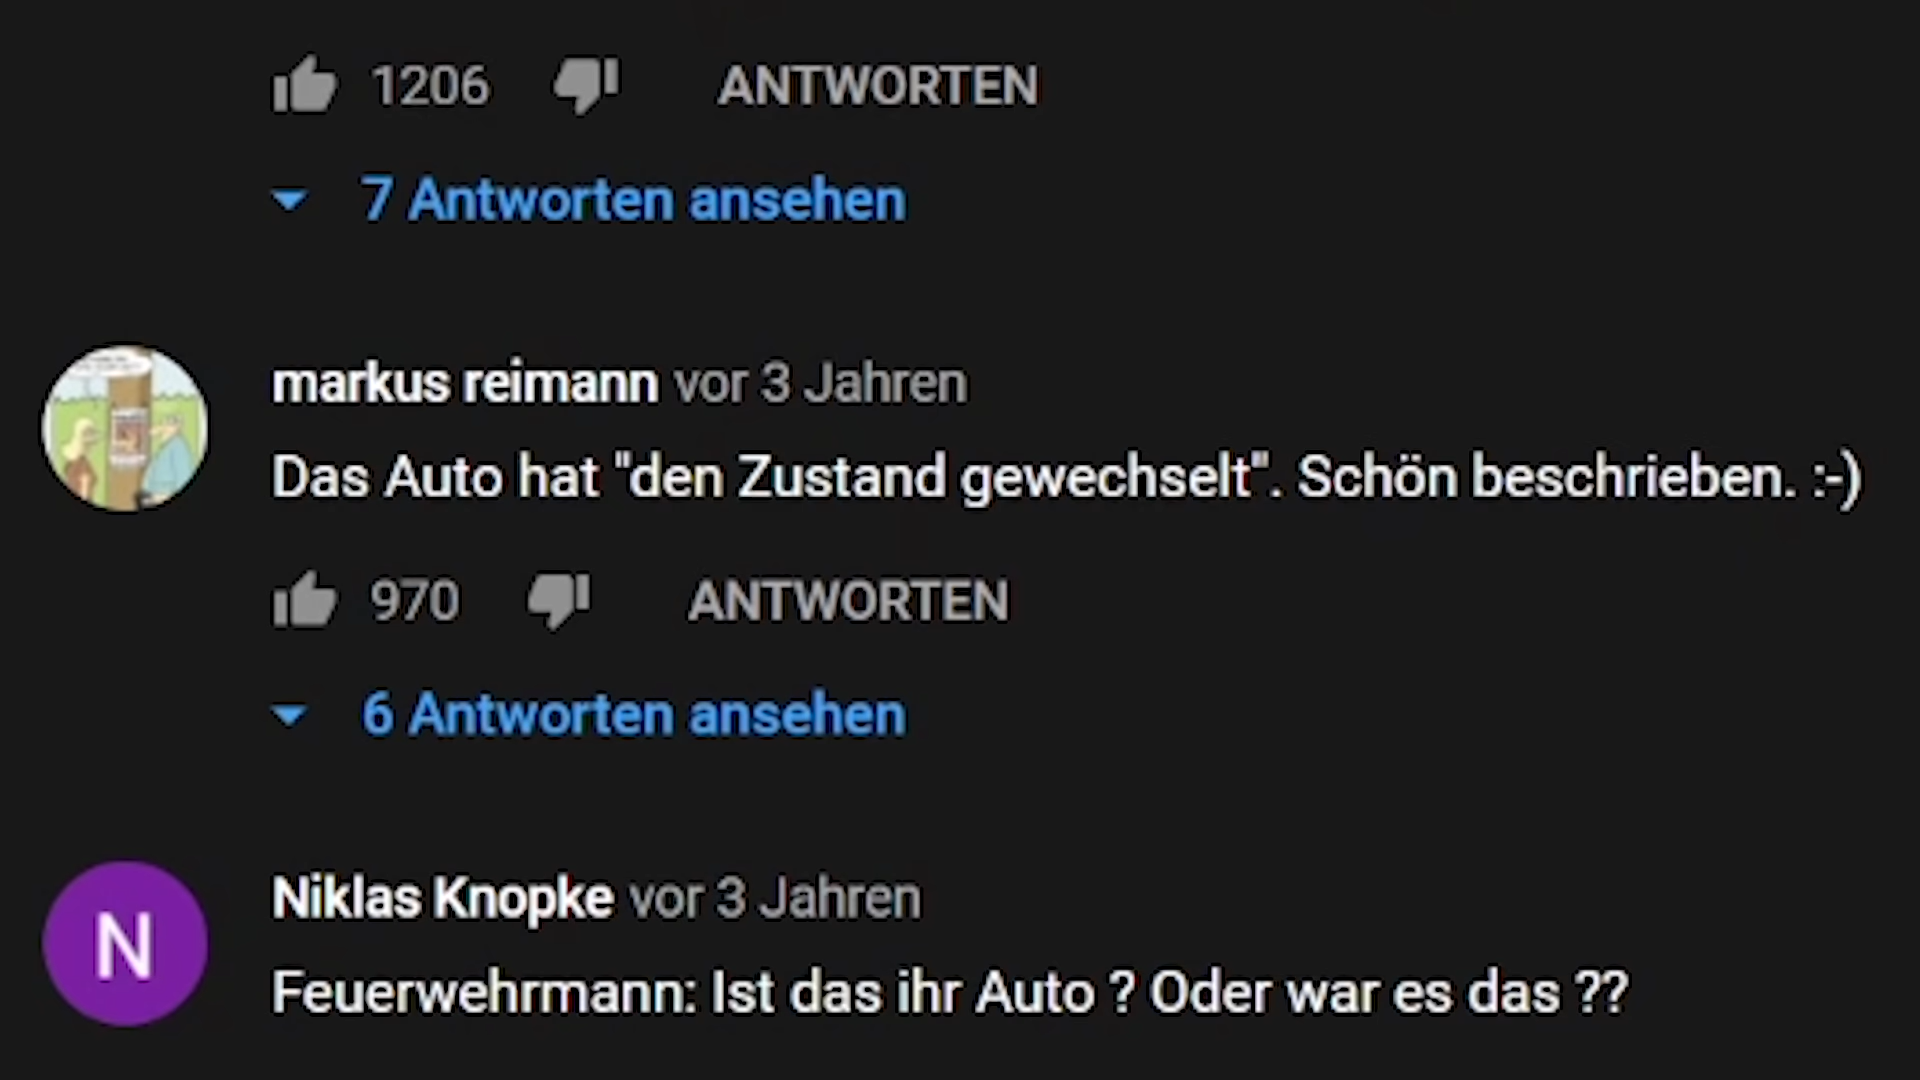 1206 ANTWORTEN
7 Antworten ansehen
markus reimann vor 3 Jahren
Das Auto hat "den Zustand gewechselt". Schön beschrieben. :-)
970 ANTWORTEN
6 Antworten ansehen
N
Niklas Knopke vor 3 Jahren
Feuerwehrmann: Ist das ihr Auto ? Oder war es das ??